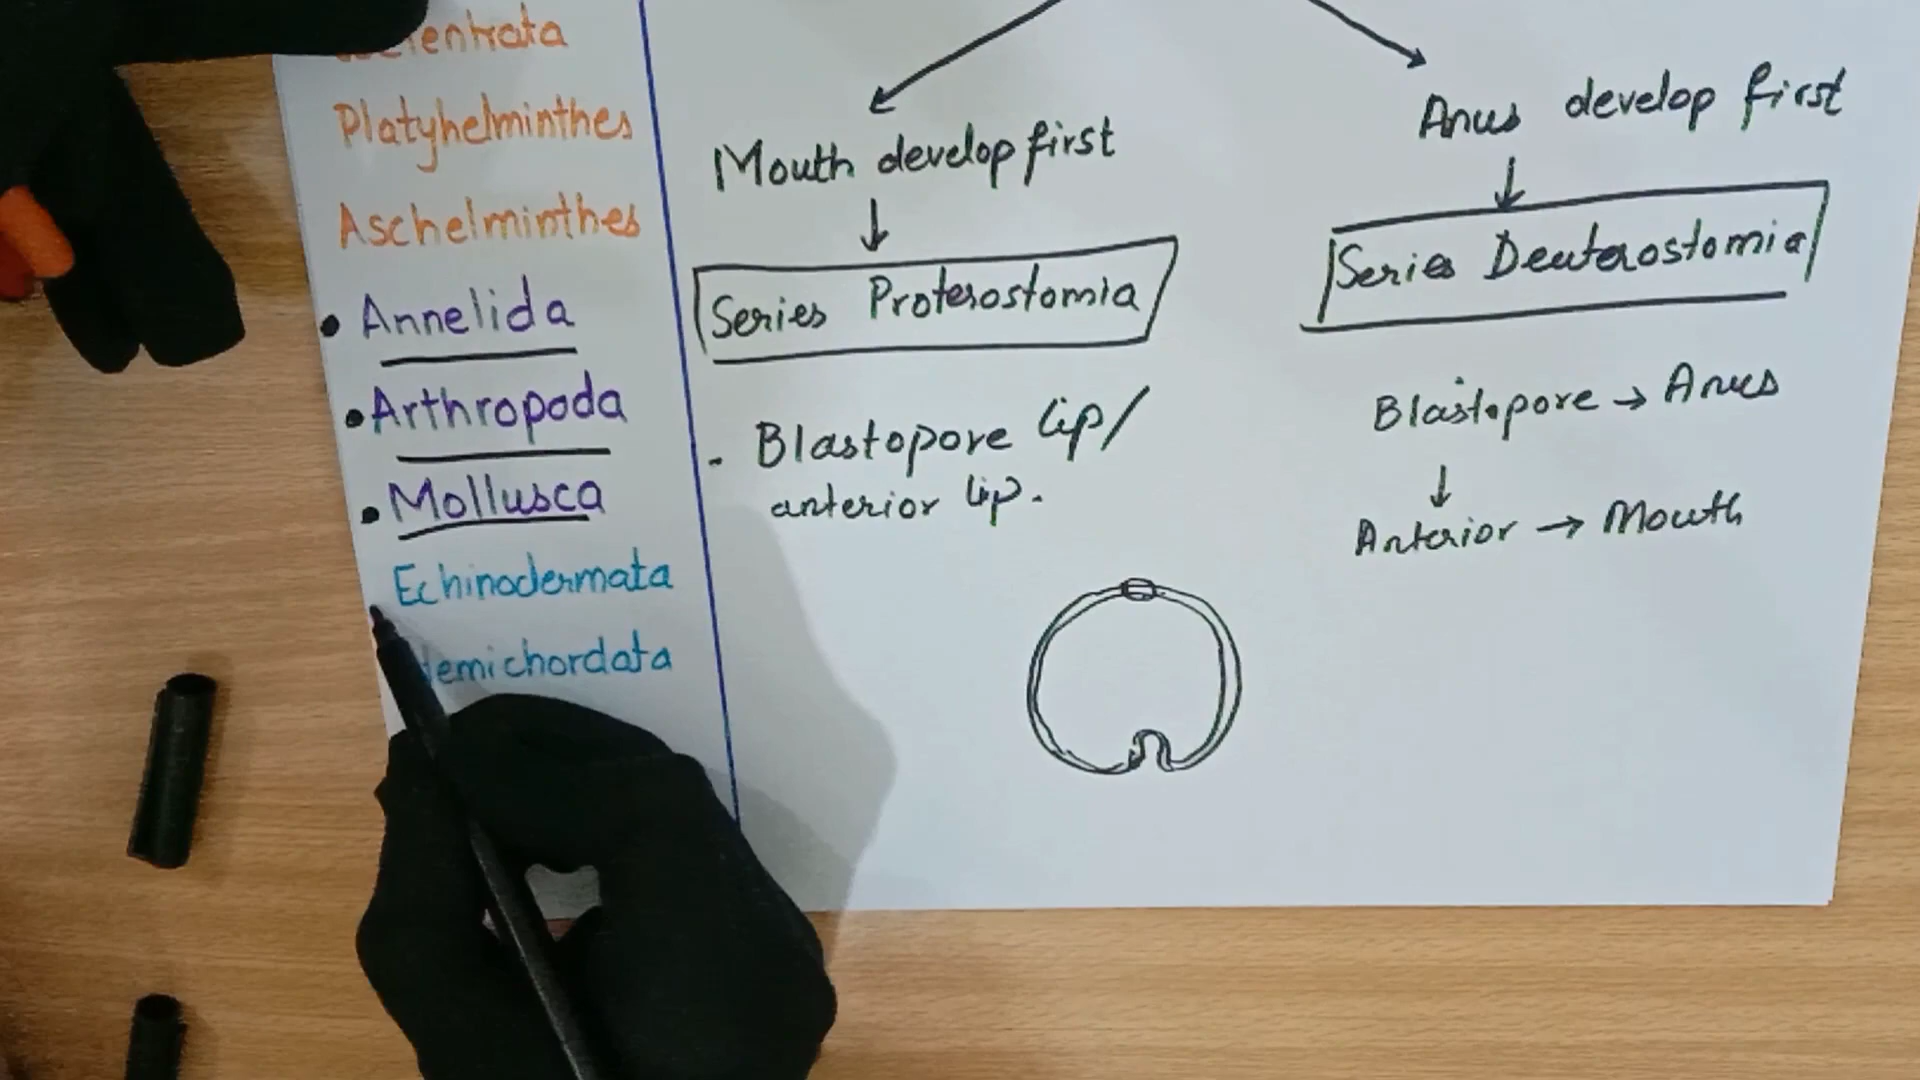 Platyhelminthes
Aschelminthes
• Annelida
• Arthropoda
• Mollusca
Echinodermata
Hemichordata
Mouth develop first
↓
Series Proterostomia
- Blastopore lip/
anterior lip.
Anus develop first
↓
Series Deuterostomia
Blastopore → Anus
↓
Anterior → Mouth